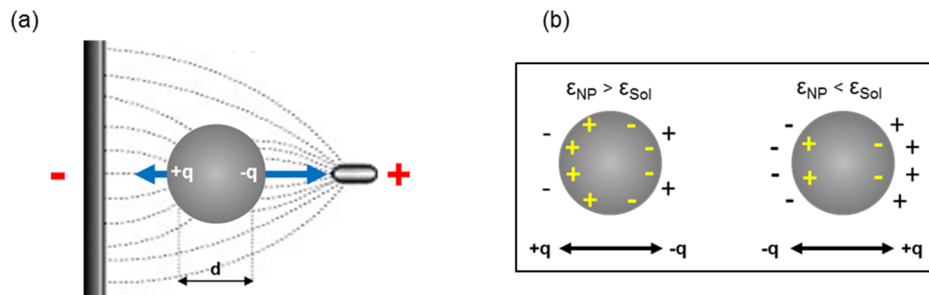 (a)
(b)
-
+q
-q
+
d
εNP > εSol
εNP < εSol
- + - +
+ -
+ -
- + - +
- - +
- + - +
- + - +
- +
+q -q
-q +q